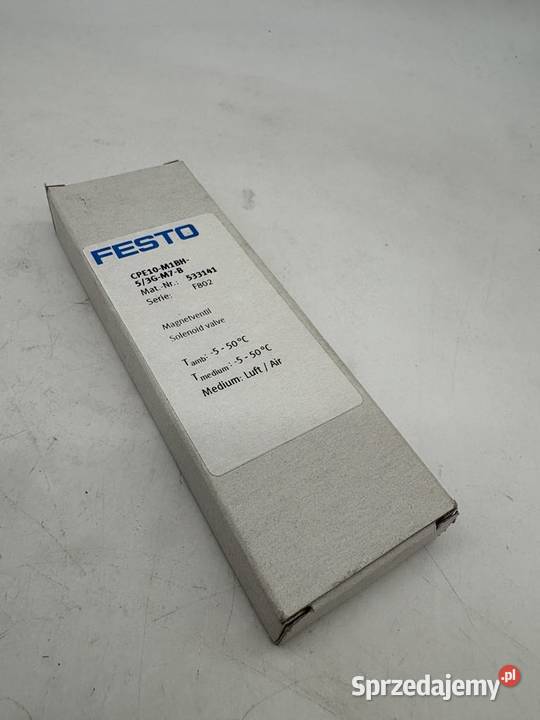 FESTO
CPE10-M1BH-
5/3G-M7-B
Mat.-Nr.: 533141
Serie: FB02
Magnetventil
Solenoid valve
Tamb: -5 - 50 °C
Tmedium: -5 - 50 °C
Medium: Luft / Air
Sprzedajemy.pl